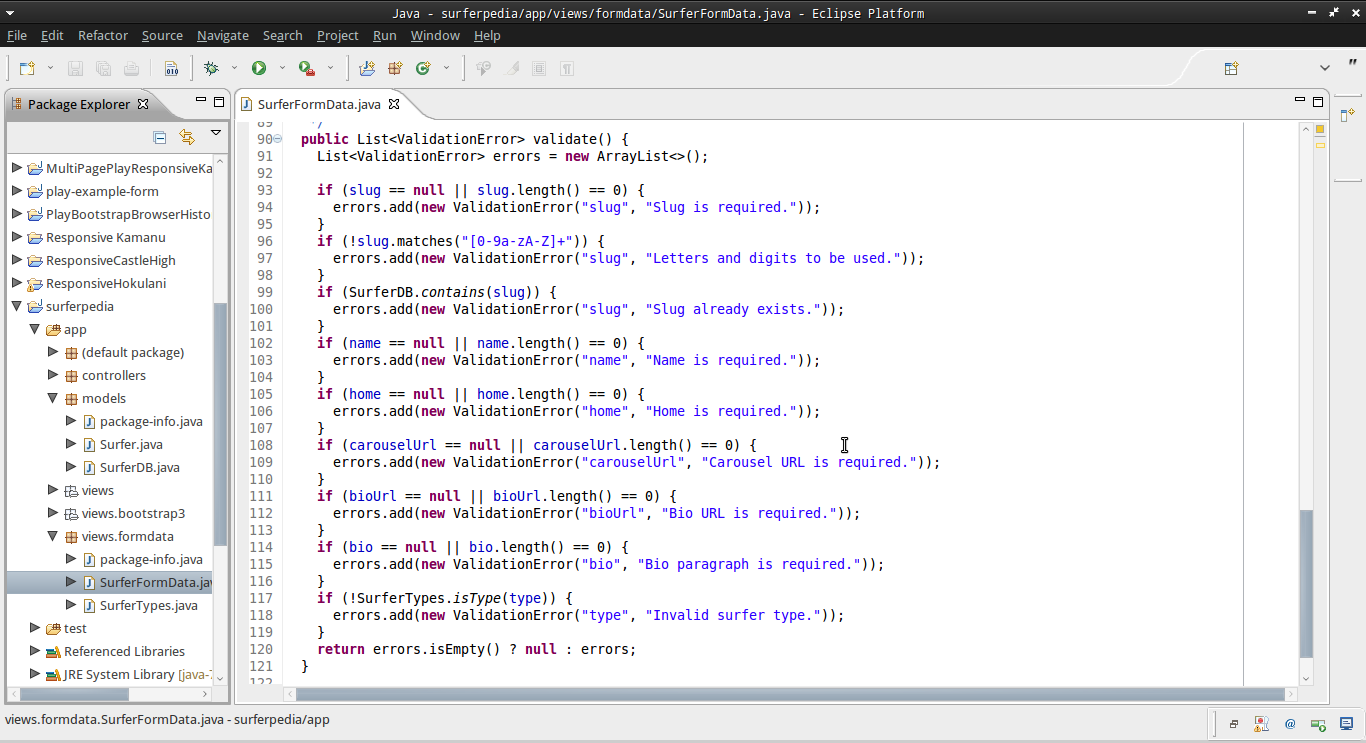 Java - surferpedia/app/views/formdata/SurferFormData.java - Eclipse Platform
File Edit Refactor Source Navigate Search Project Run Window Help
Package Explorer
MultiPagePlayResponsiveKa
play-example-form
PlayBootstrapBrowserHisto
Responsive Kamanu
ResponsiveCastleHigh
ResponsiveHokulani
surferpedia
app
(default package)
controllers
models
package-info.java
Surfer.java
SurferDB.java
views
views.bootstrap3
views.formdata
package-info.java
SurferFormData.jav
SurferTypes.java
test
Referenced Libraries
JRE System Library [java-7
SurferFormData.java
89 */
90 public List<ValidationError> validate() {
91 List<ValidationError> errors = new ArrayList<>();
92
93 if (slug == null || slug.length() == 0) {
94 errors.add(new ValidationError("slug", "Slug is required."));
95 }
96 if (!slug.matches("[0-9a-zA-Z]+")) {
97 errors.add(new ValidationError("slug", "Letters and digits to be used."));
98 }
99 if (SurferDB.contains(slug)) {
100 errors.add(new ValidationError("slug", "Slug already exists."));
101 }
102 if (name == null || name.length() == 0) {
103 errors.add(new ValidationError("name", "Name is required."));
104 }
105 if (home == null || home.length() == 0) {
106 errors.add(new ValidationError("home", "Home is required."));
107 }
108 if (carouselUrl == null || carouselUrl.length() == 0) {
109 errors.add(new ValidationError("carouselUrl", "Carousel URL is required."));
110 }
111 if (bioUrl == null || bioUrl.length() == 0) {
112 errors.add(new ValidationError("bioUrl", "Bio URL is required."));
113 }
114 if (bio == null || bio.length() == 0) {
115 errors.add(new ValidationError("bio", "Bio paragraph is required."));
116 }
117 if (!SurferTypes.isType(type)) {
118 errors.add(new ValidationError("type", "Invalid surfer type."));
119 }
120 return errors.isEmpty() ? null : errors;
121 }
122
views.formdata.SurferFormData.java - surferpedia/app